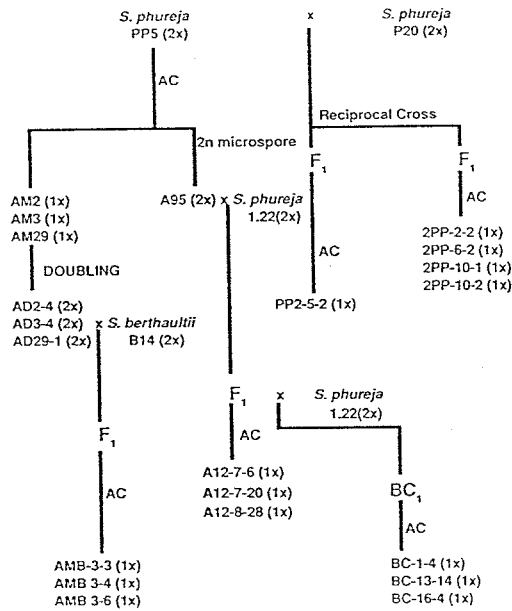 S. phureja x S. phureja
PP5 (2x) P20 (2x)
AC
Reciprocal Cross
2n microspore
F1 F1
AM2 (1x) A95 (2x) x S. phureja AC
AM3 (1x) 1.22(2x)
AM29 (1x)
2PP-2-2 (1x)
2PP-6-2 (1x)
2PP-10-1 (1x)
2PP-10-2 (1x)
AC
DOUBLING
PP2-5-2 (1x)
AD2-4 (2x)
AD3-4 (2x) x S. berthaultii
AD29-1 (2x) B14 (2x)
F1 x S. phureja
1.22(2x)
F1
AC
A12-7-6 (1x)
A12-7-20 (1x)
A12-8-28 (1x)
BC1
AC AC
AMB-3-3 (1x)
AMB 3-4 (1x)
AMB 3-6 (1x)
BC-1-4 (1x)
BC-13-14 (1x)
BC-16-4 (1x)